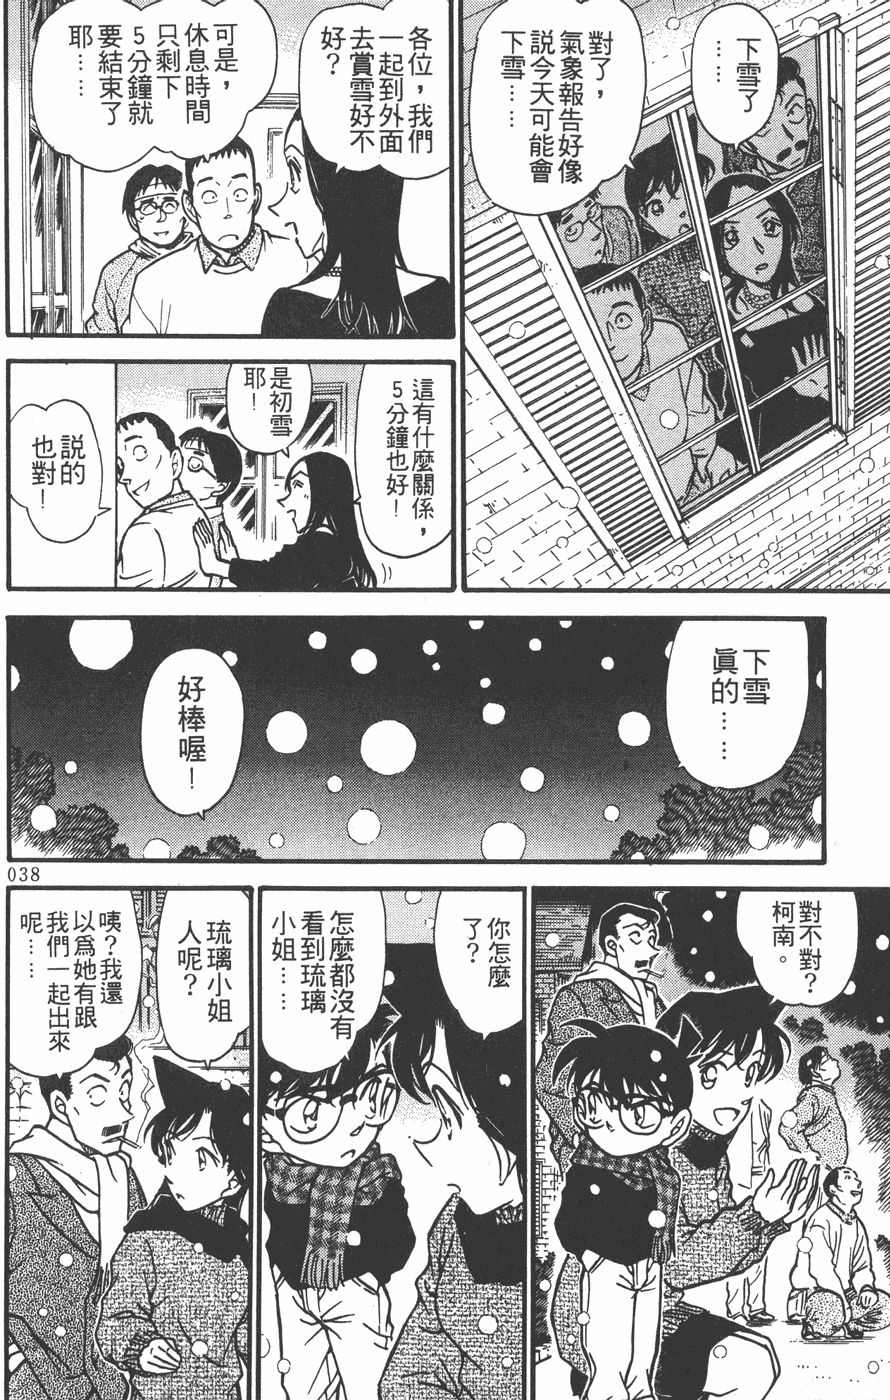 下雪了
……
對了，
氣象報告好像
說今天可能會
下雪……
各位，我們
一起到外面
去賞雪好不
好？
可是，
休息時間
只剩下
5分鐘就
要結束了
耶……
這有什麼關係，
5分鐘也好！
是初雪
耶！
說的
也對！
下雪
眞的……
好棒喔！
038
對不對？
柯南。
你怎麼
了？
怎麼都沒有
看到琉璃
小姐……
琉璃小姐
人呢？
咦？我還
以爲她有跟
我們一起出來
呢……